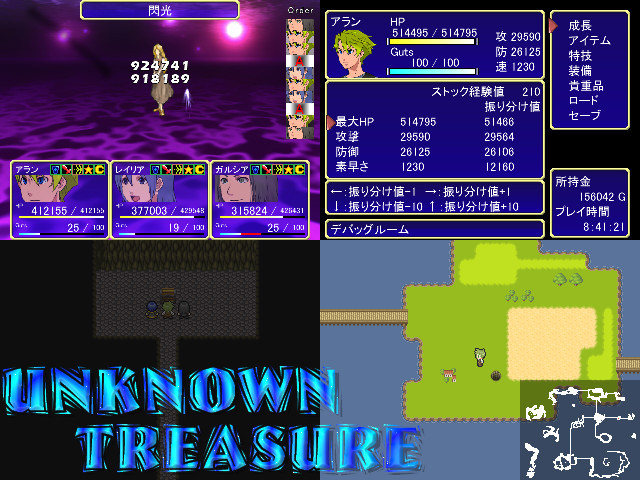 閃光
Order
924741
918189
アラン
HP
412155 / 412155
Guts
25 / 100
レイリア
HP
377003 / 429548
Guts
19 / 100
ガルシア
HP
315824 / 426431
Guts
25 / 100
アラン
HP
514495 / 514795
Guts
100 / 100
攻 29590
防 26125
速 1230
ストック経験値 210
振り分け値
最大HP 514795 51466
攻撃 29590 29564
防御 26125 26106
素早さ 1230 12160
←:振り分け値-1 →:振り分け値+1
↓:振り分け値-10 ↑:振り分け値+10
デバッグルーム
成長
アイテム
特技
装備
貴重品
ロード
セーブ
所持金
156042 G
プレイ時間
8:41:21
UNKNOWN
TREASURE